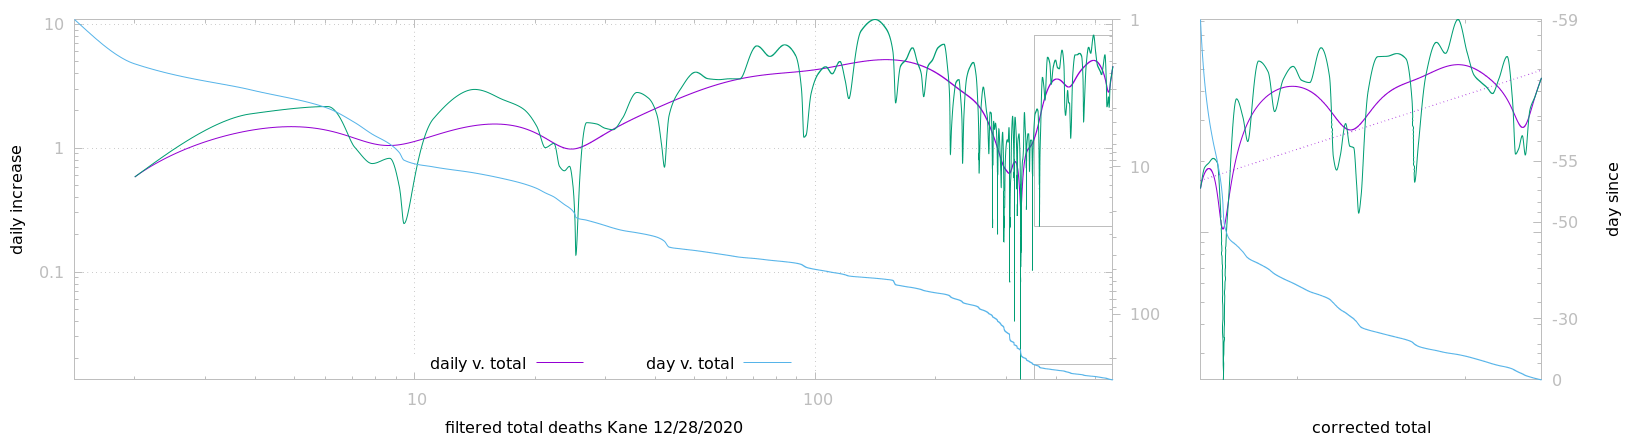 10
1
0.1
daily increase
daily v. total
day v. total
10
100
filtered total deaths Kane 12/28/2020
1
10
100
-59
-55
-50
-30
0
day since
corrected total